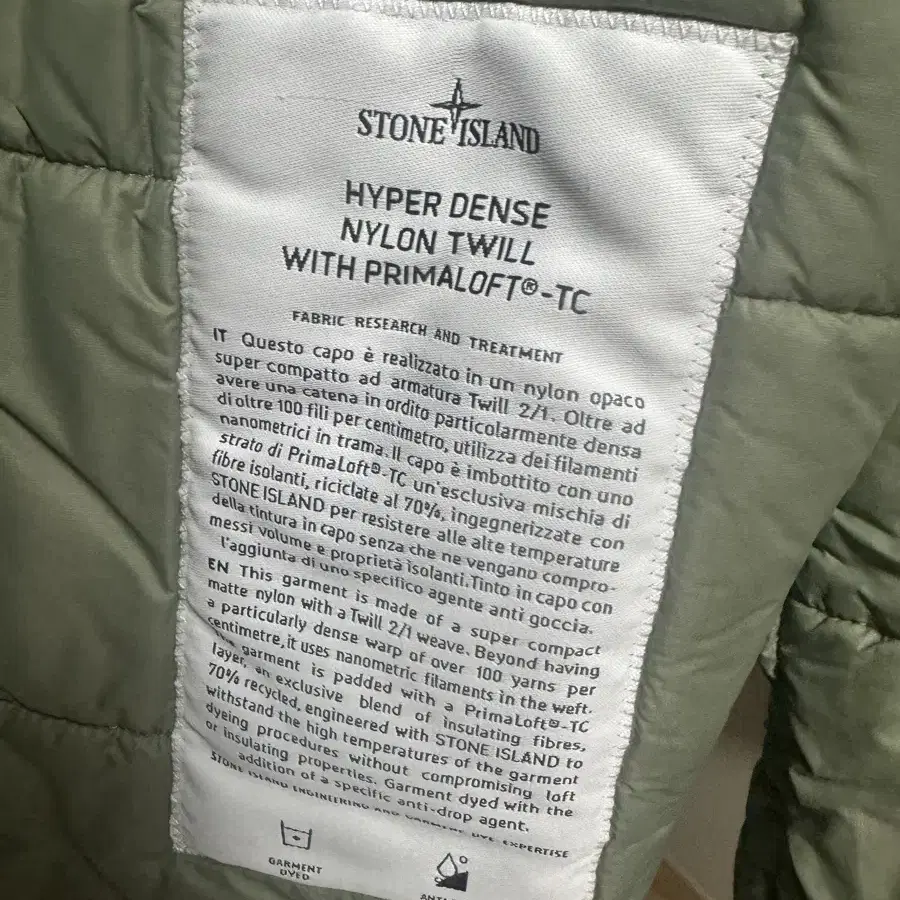 STONE ISLAND
HYPER DENSE
NYLON TWILL
WITH PRIMALOFT®-TC
FABRIC RESEARCH AND TREATMENT
IT Questo capo è realizzato in un nylon opaco
super compatto ad armatura Twill 2/1. Oltre ad
avere una catena in ordito particolarmente densa
di oltre 100 fili per centimetro, utilizza dei filamenti
nanometrici in trama. Il capo è imbottito con uno
strato di PrimaLoft®-TC un'esclusiva mischia di
fibre isolanti, riciclate al 70%, ingegnerizzate con
STONE ISLAND per resistere alle alte temperature
della tintura in capo senza che ne vengano compro-
messi volume e proprietà isolanti. Tinto in capo con
l'aggiunta di uno specifico agente anti goccia.
EN This garment is made of a super compact
matte nylon with a Twill 2/1 weave. Beyond having
a particularly dense warp of over 100 yarns per
centimetre, it uses nanometric filaments in the weft.
The garment is padded with a PrimaLoft®-TC
layer, an exclusive blend of insulating fibres,
70% recycled, engineered with STONE ISLAND to
withstand the high temperatures of the garment
dyeing procedures without compromising loft
or insulating properties. Garment dyed with the
addition of a specific anti-drop agent.
STONE ISLAND ENGINEERING AND GARMENT DYE EXPERTISE
GARMENT
DYED